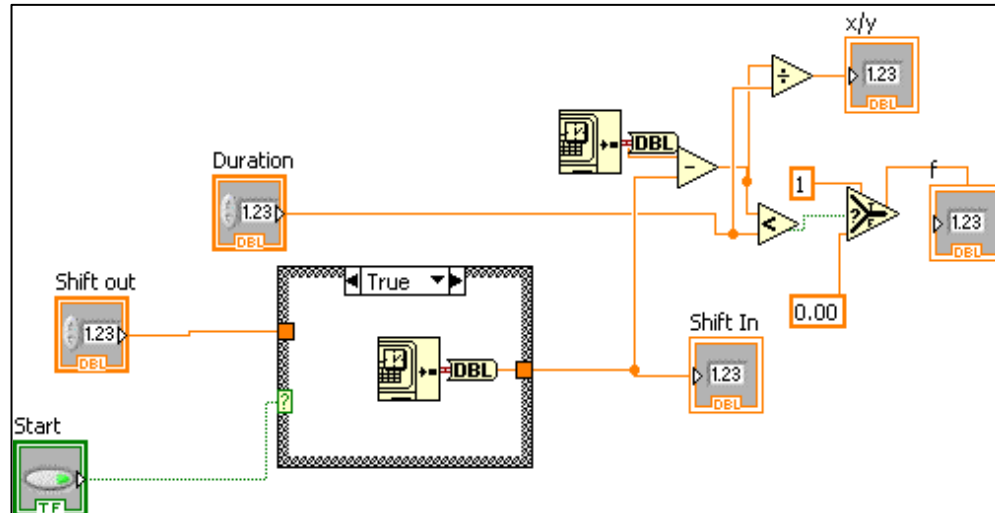 x/y
1.23
DBL
DBL
Duration
1.23
DBL
1
T
?
F
f
1.23
DBL
Shift out
1.23
DBL
True
0.00
DBL
Shift In
1.23
DBL
?
Start
TF